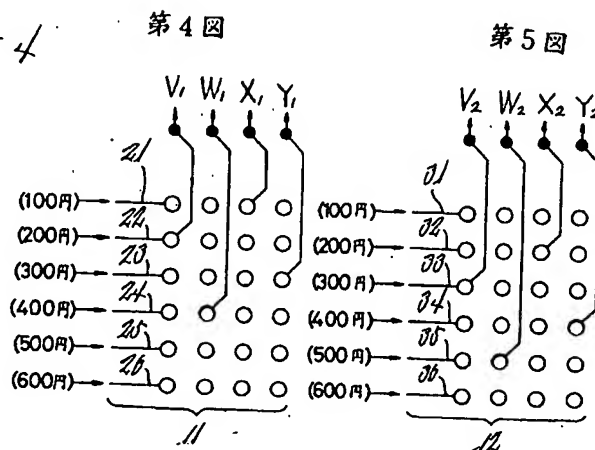 4
第4図
V₁ W₁ X₁ Y₁
21
(100円)
22
(200円)
23
(300円)
24
(400円)
25
(500円)
26
(600円)
11
第5図
V₂ W₂ X₂ Y₂
31
(100円)
32
(200円)
33
(300円)
34
(400円)
35
(500円)
36
(600円)
12